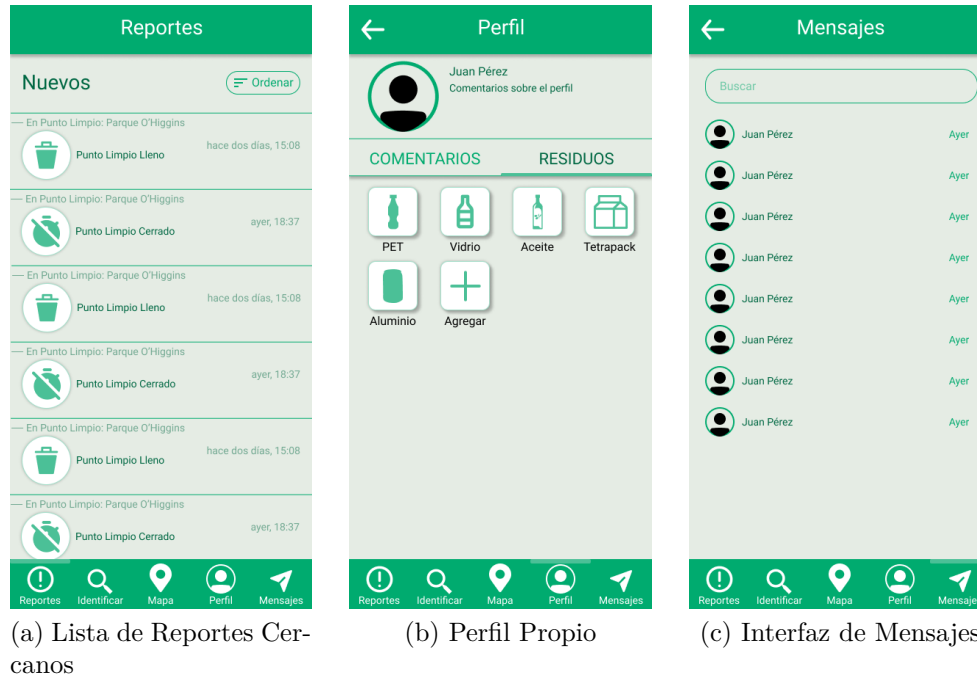 Reportes
Nuevos
Ordenar
En Punto Limpio: Parque O'Higgins
Punto Limpio Lleno
hace dos días, 15:08
En Punto Limpio: Parque O'Higgins
Punto Limpio Cerrado
ayer, 18:37
En Punto Limpio: Parque O'Higgins
Punto Limpio Lleno
hace dos días, 15:08
En Punto Limpio: Parque O'Higgins
Punto Limpio Cerrado
ayer, 18:37
En Punto Limpio: Parque O'Higgins
Punto Limpio Lleno
hace dos días, 15:08
En Punto Limpio: Parque O'Higgins
Punto Limpio Cerrado
ayer, 18:37
Reportes Identificar Mapa Perfil Mensajes
(a) Lista de Reportes Cer-
canos
Perfil
Juan Pérez
Comentarios sobre el perfil
COMENTARIOS RESIDUOS
PET Vidrio Aceite Tetrapack
Aluminio Agregar
Reportes Identificar Mapa Perfil Mensajes
(b) Perfil Propio
Mensajes
Buscar
Juan Pérez Ayer
Juan Pérez Ayer
Juan Pérez Ayer
Juan Pérez Ayer
Juan Pérez Ayer
Juan Pérez Ayer
Juan Pérez Ayer
Juan Pérez Ayer
Reportes Identificar Mapa Perfil Mensaje
(c) Interfaz de Mensajes